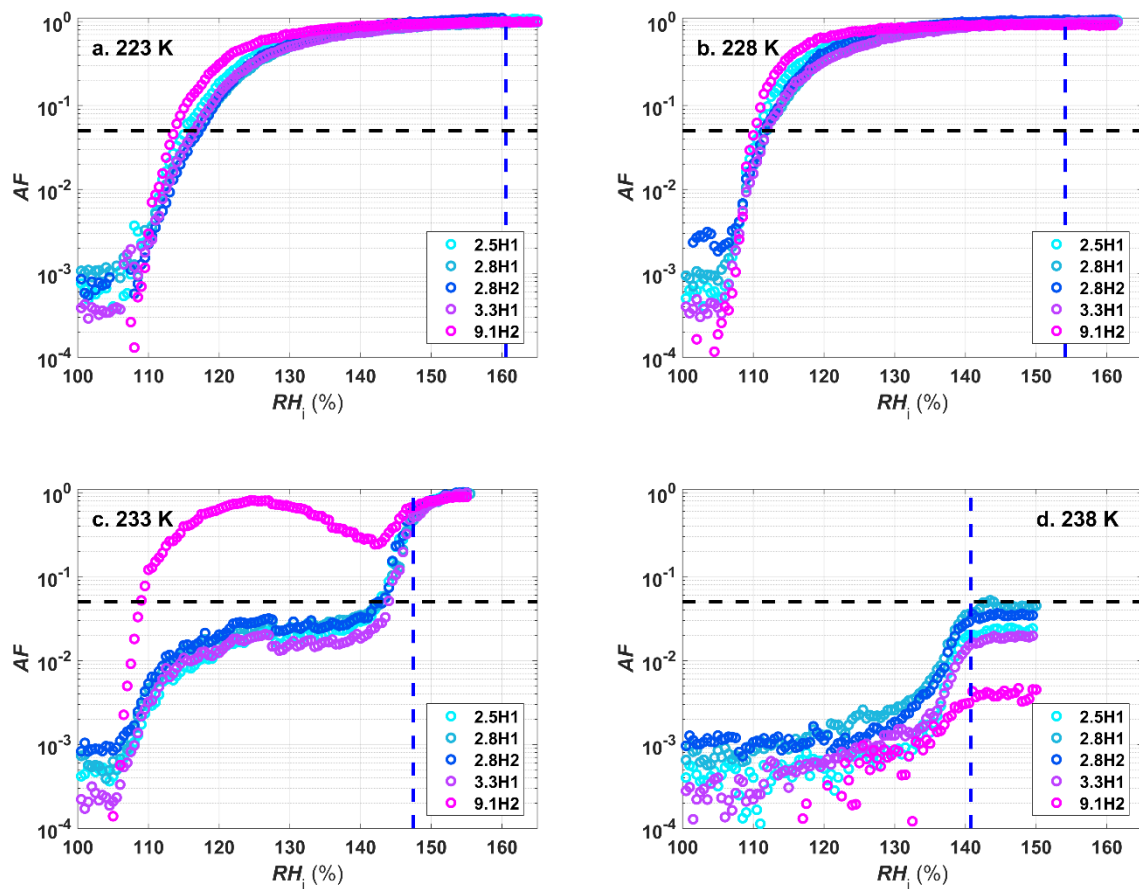 a. 223 K
10^0
10^-1
10^-2
10^-3
10^-4
AF
100 110 120 130 140 150 160
RH_i (%)
2.5H1
2.8H1
2.8H2
3.3H1
9.1H2
b. 228 K
10^0
10^-1
10^-2
10^-3
10^-4
AF
100 110 120 130 140 150 160
RH_i (%)
2.5H1
2.8H1
2.8H2
3.3H1
9.1H2
c. 233 K
10^0
10^-1
10^-2
10^-3
10^-4
AF
100 110 120 130 140 150 160
RH_i (%)
2.5H1
2.8H1
2.8H2
3.3H1
9.1H2
d. 238 K
10^0
10^-1
10^-2
10^-3
10^-4
AF
100 110 120 130 140 150 160
RH_i (%)
2.5H1
2.8H1
2.8H2
3.3H1
9.1H2